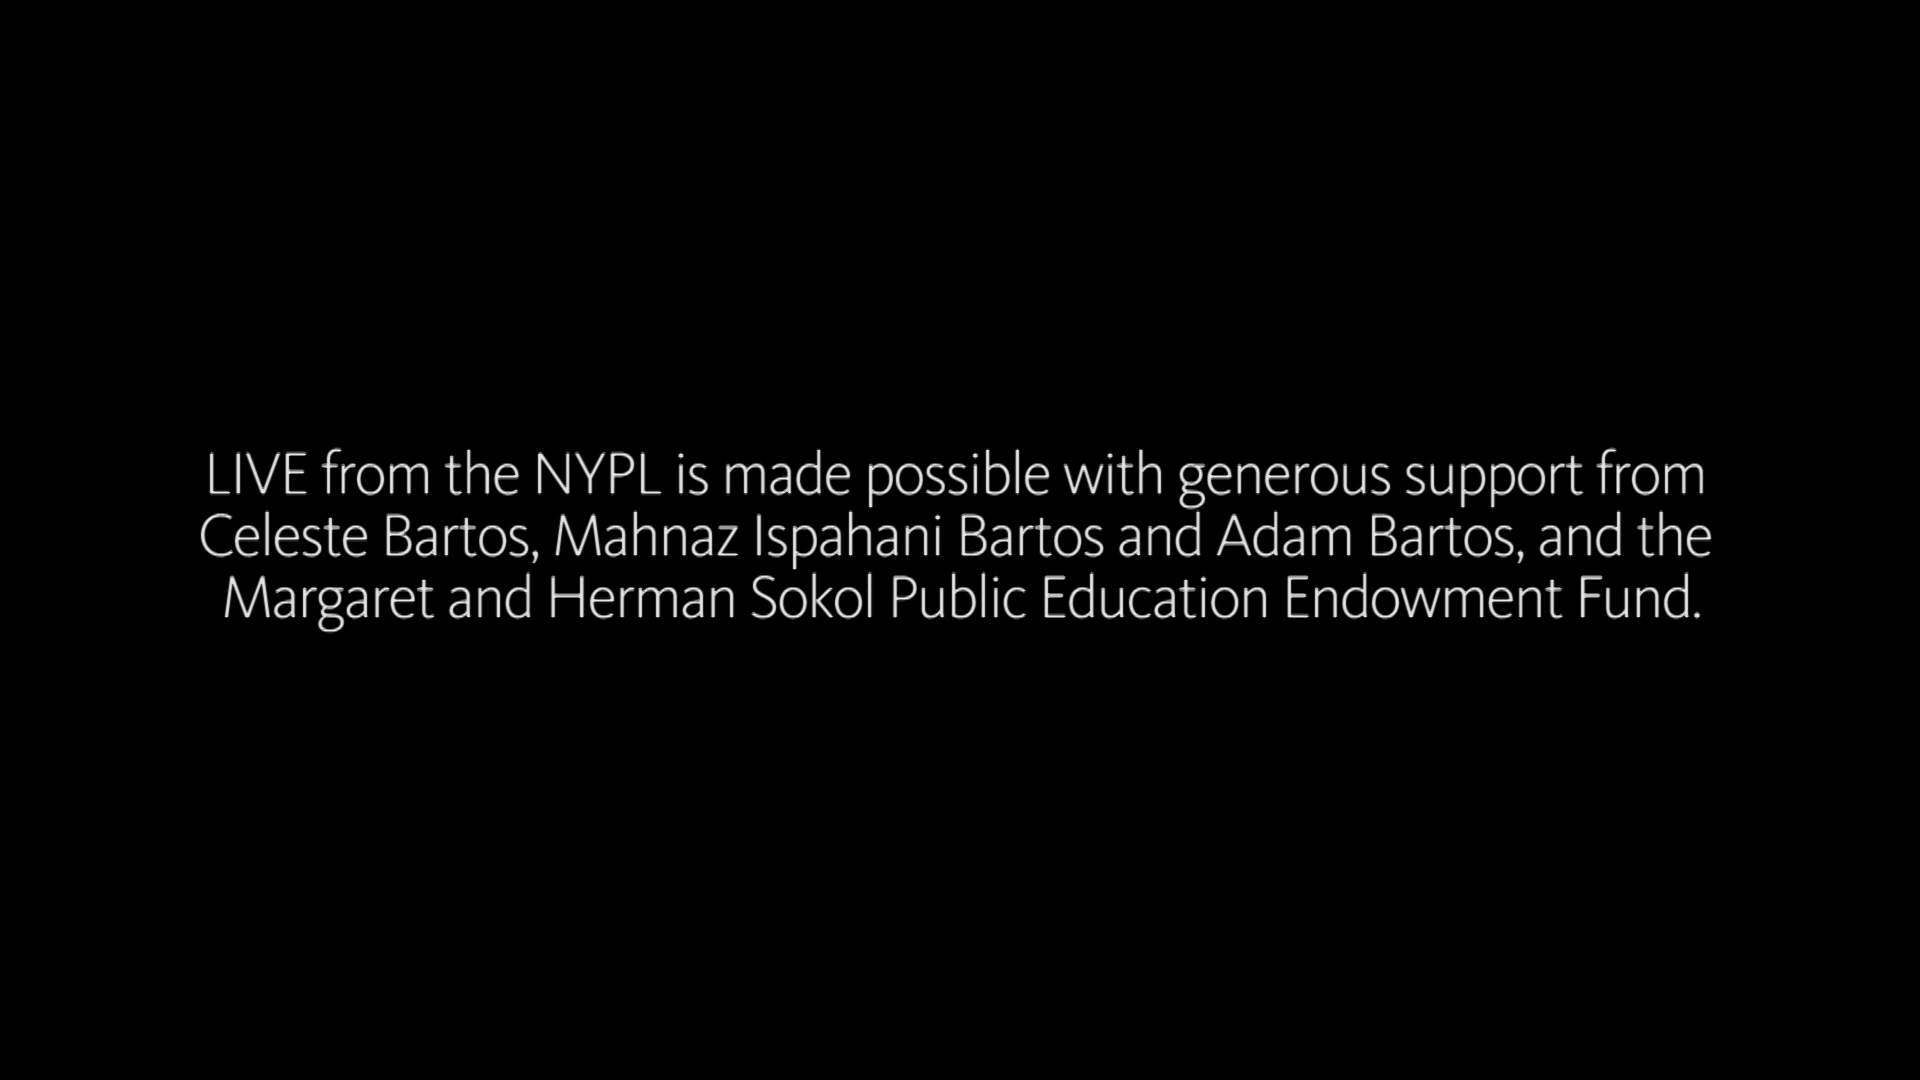 LIVE from the NYPL is made possible with generous support from
Celeste Bartos, Mahnaz Ispahani Bartos and Adam Bartos, and the
Margaret and Herman Sokol Public Education Endowment Fund.